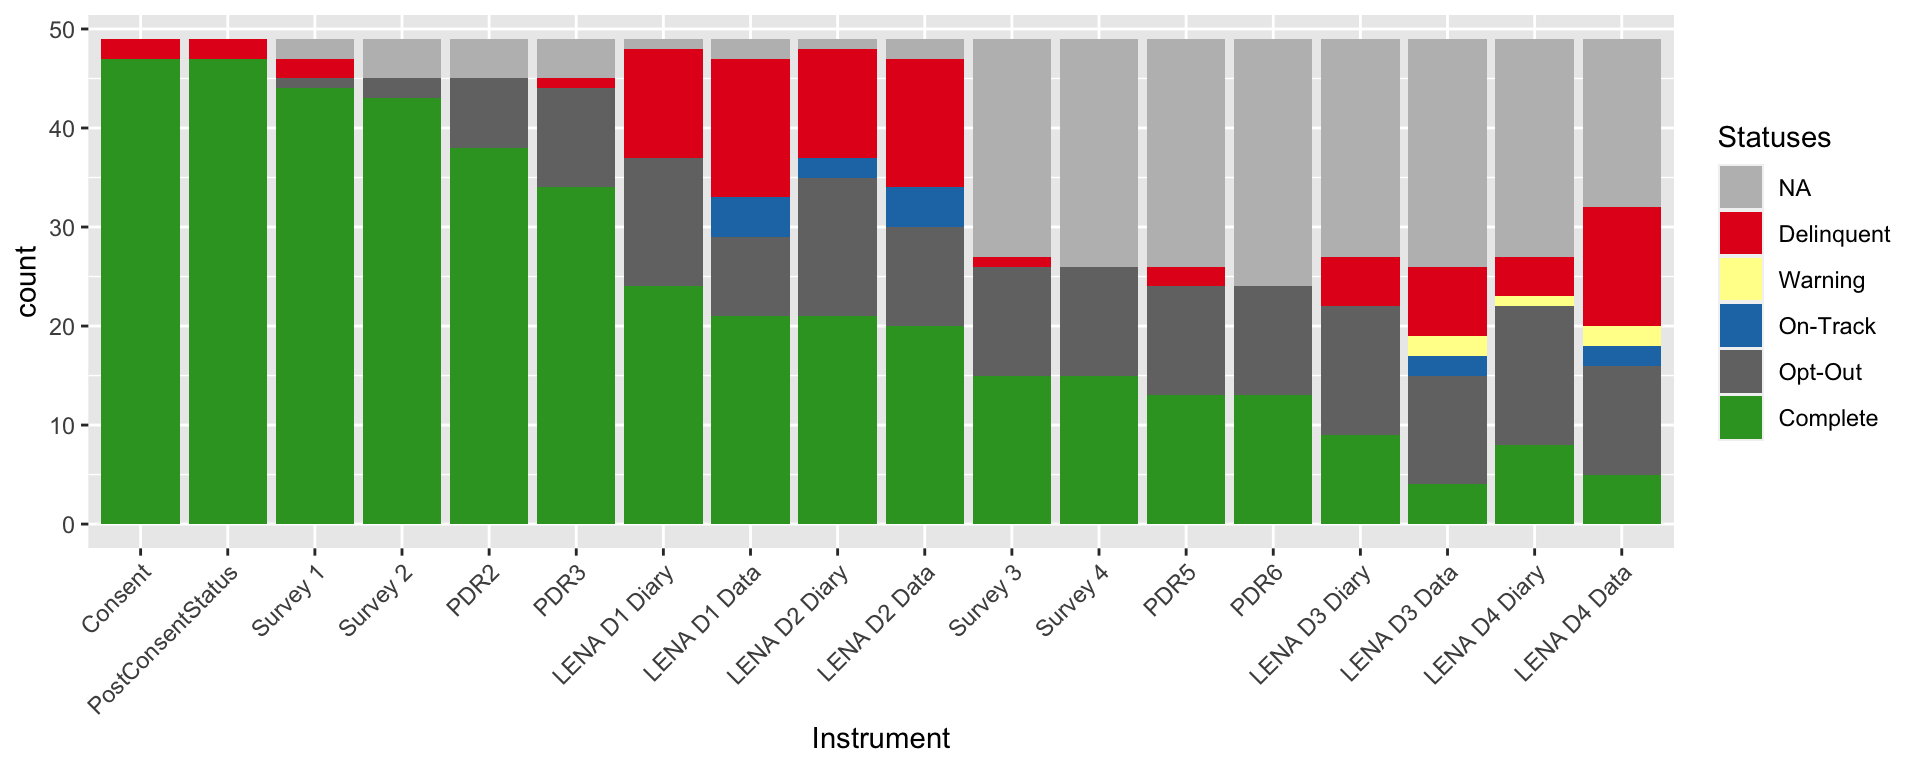 count
50
40
30
20
10
0
Consent
PostConsentStatus
Survey 1
Survey 2
PDR2
PDR3
LENA D1 Diary
LENA D1 Data
LENA D2 Diary
LENA D2 Data
Survey 3
Survey 4
PDR5
PDR6
LENA D3 Diary
LENA D3 Data
LENA D4 Diary
LENA D4 Data
Instrument
Statuses
NA
Delinquent
Warning
On-Track
Opt-Out
Complete